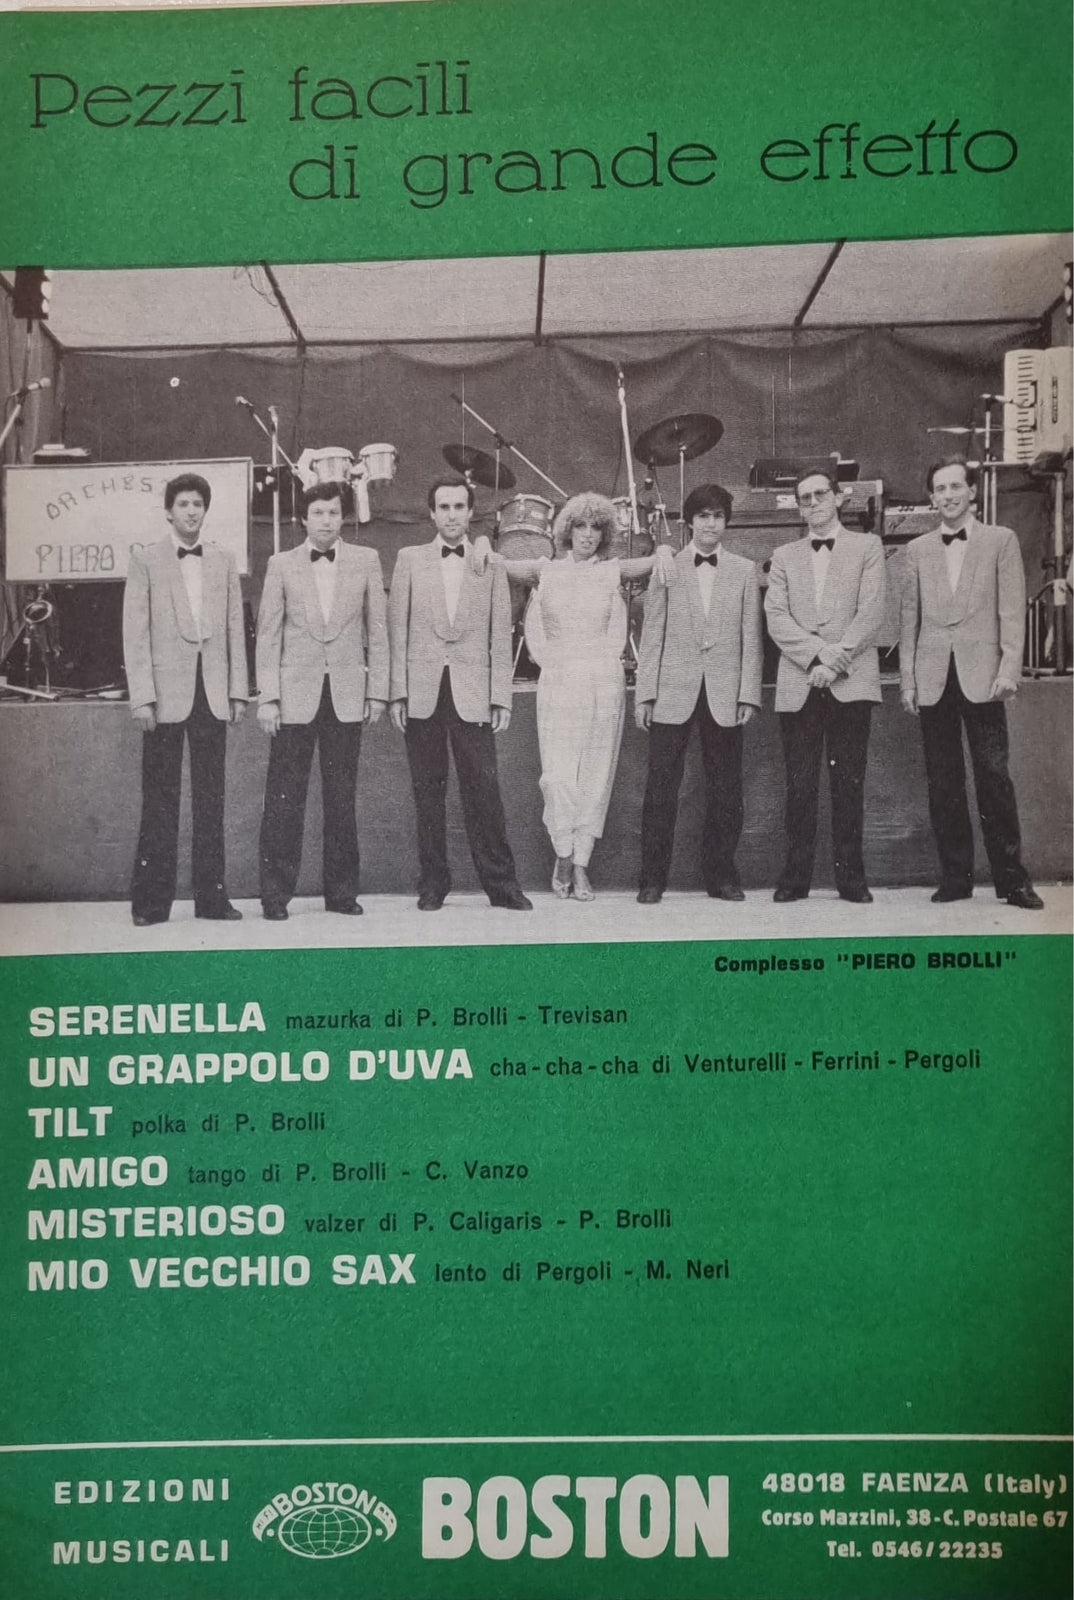 Pezzi facili
di grande effetto
ORCHES
PIERO
Complesso "PIERO BROLLI"
SERENELLA mazurka di P. Brolli - Trevisan
UN GRAPPOLO D'UVA cha-cha-cha di Venturelli - Ferrini - Pergoli
TILT polka di P. Brolli
AMIGO tango di P. Brolli - C. Vanzo
MISTERIOSO valzer di P. Caligaris - P. Brolli
MIO VECCHIO SAX lento di Pergoli - M. Neri
EDIZIONI
MUSICALI
BOSTON
BOSTON
48018 FAENZA (Italy)
Corso Mazzini, 38-C. Postale 67
Tel. 0546/22235